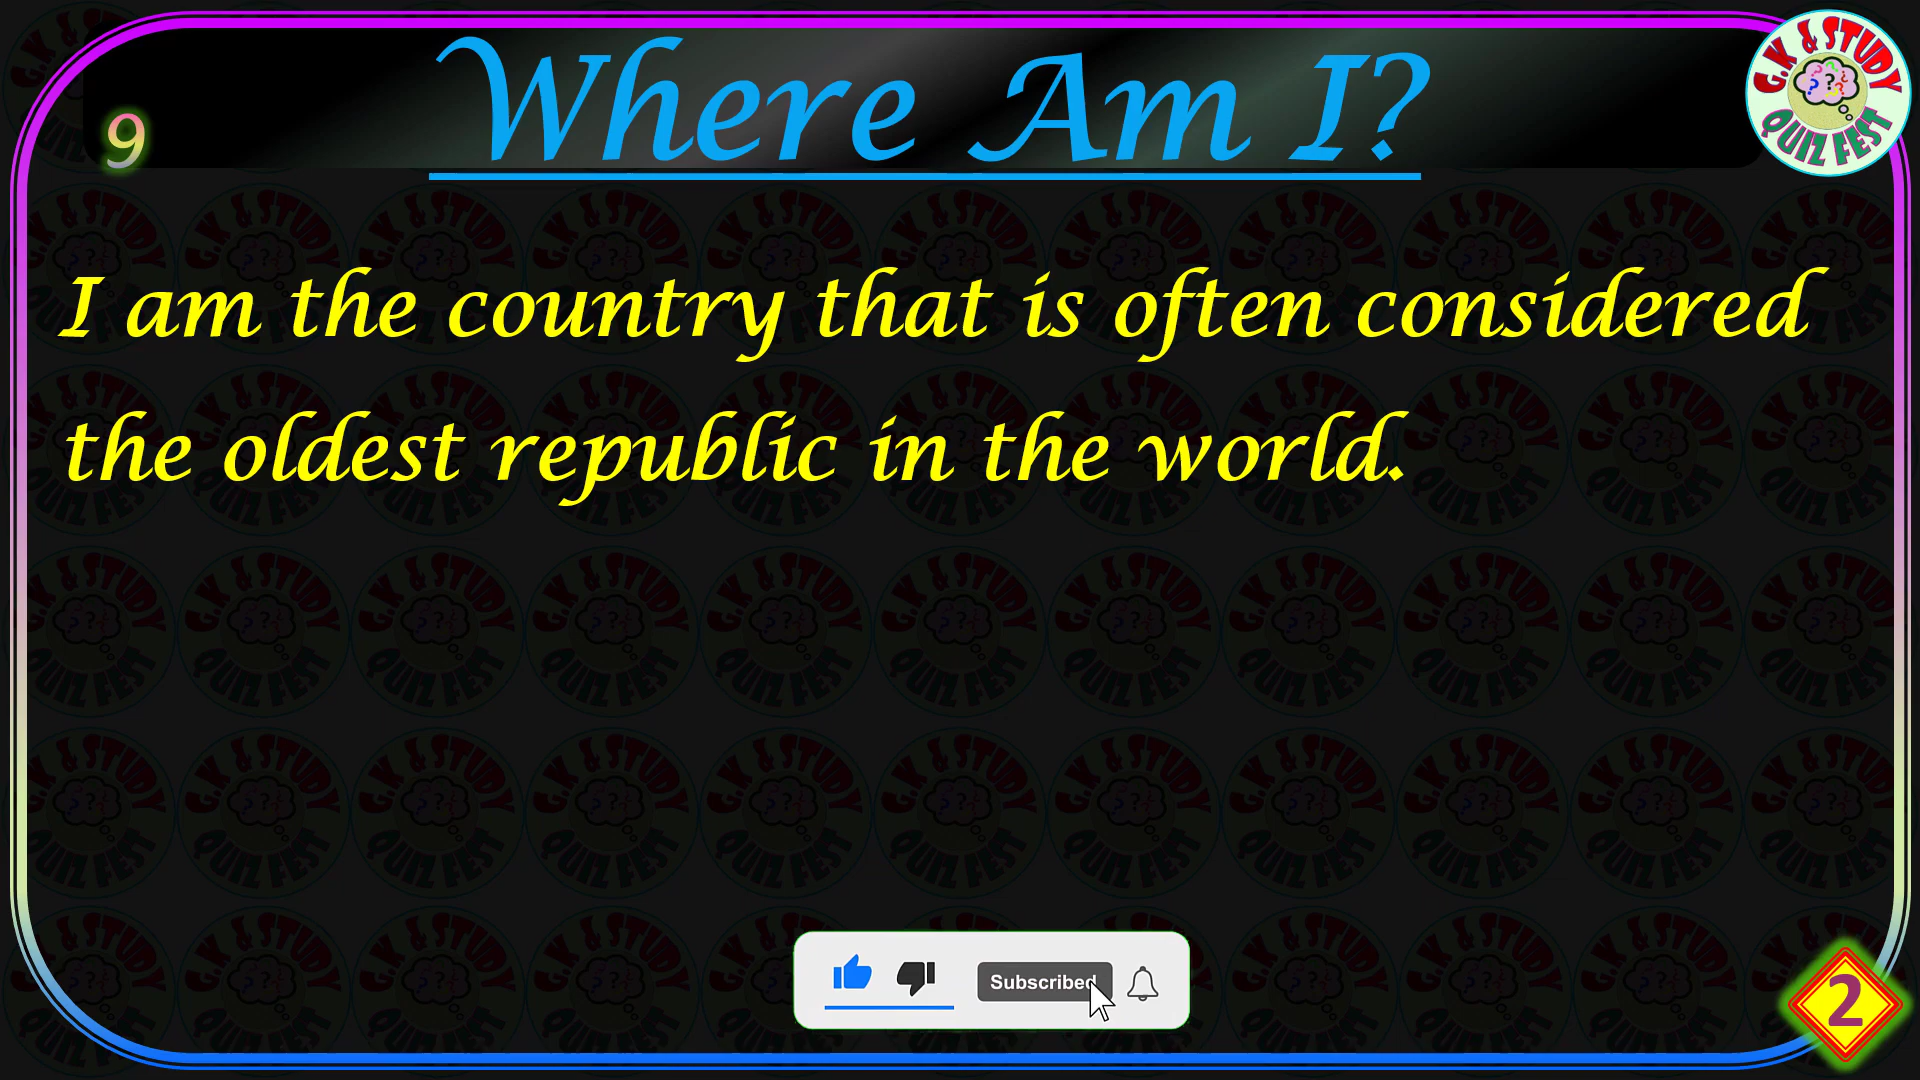 Where Am I?
9
G.K & STUDY
QUIZ FEST
I am the country that is often considered
the oldest republic in the world.
Subscribed
2